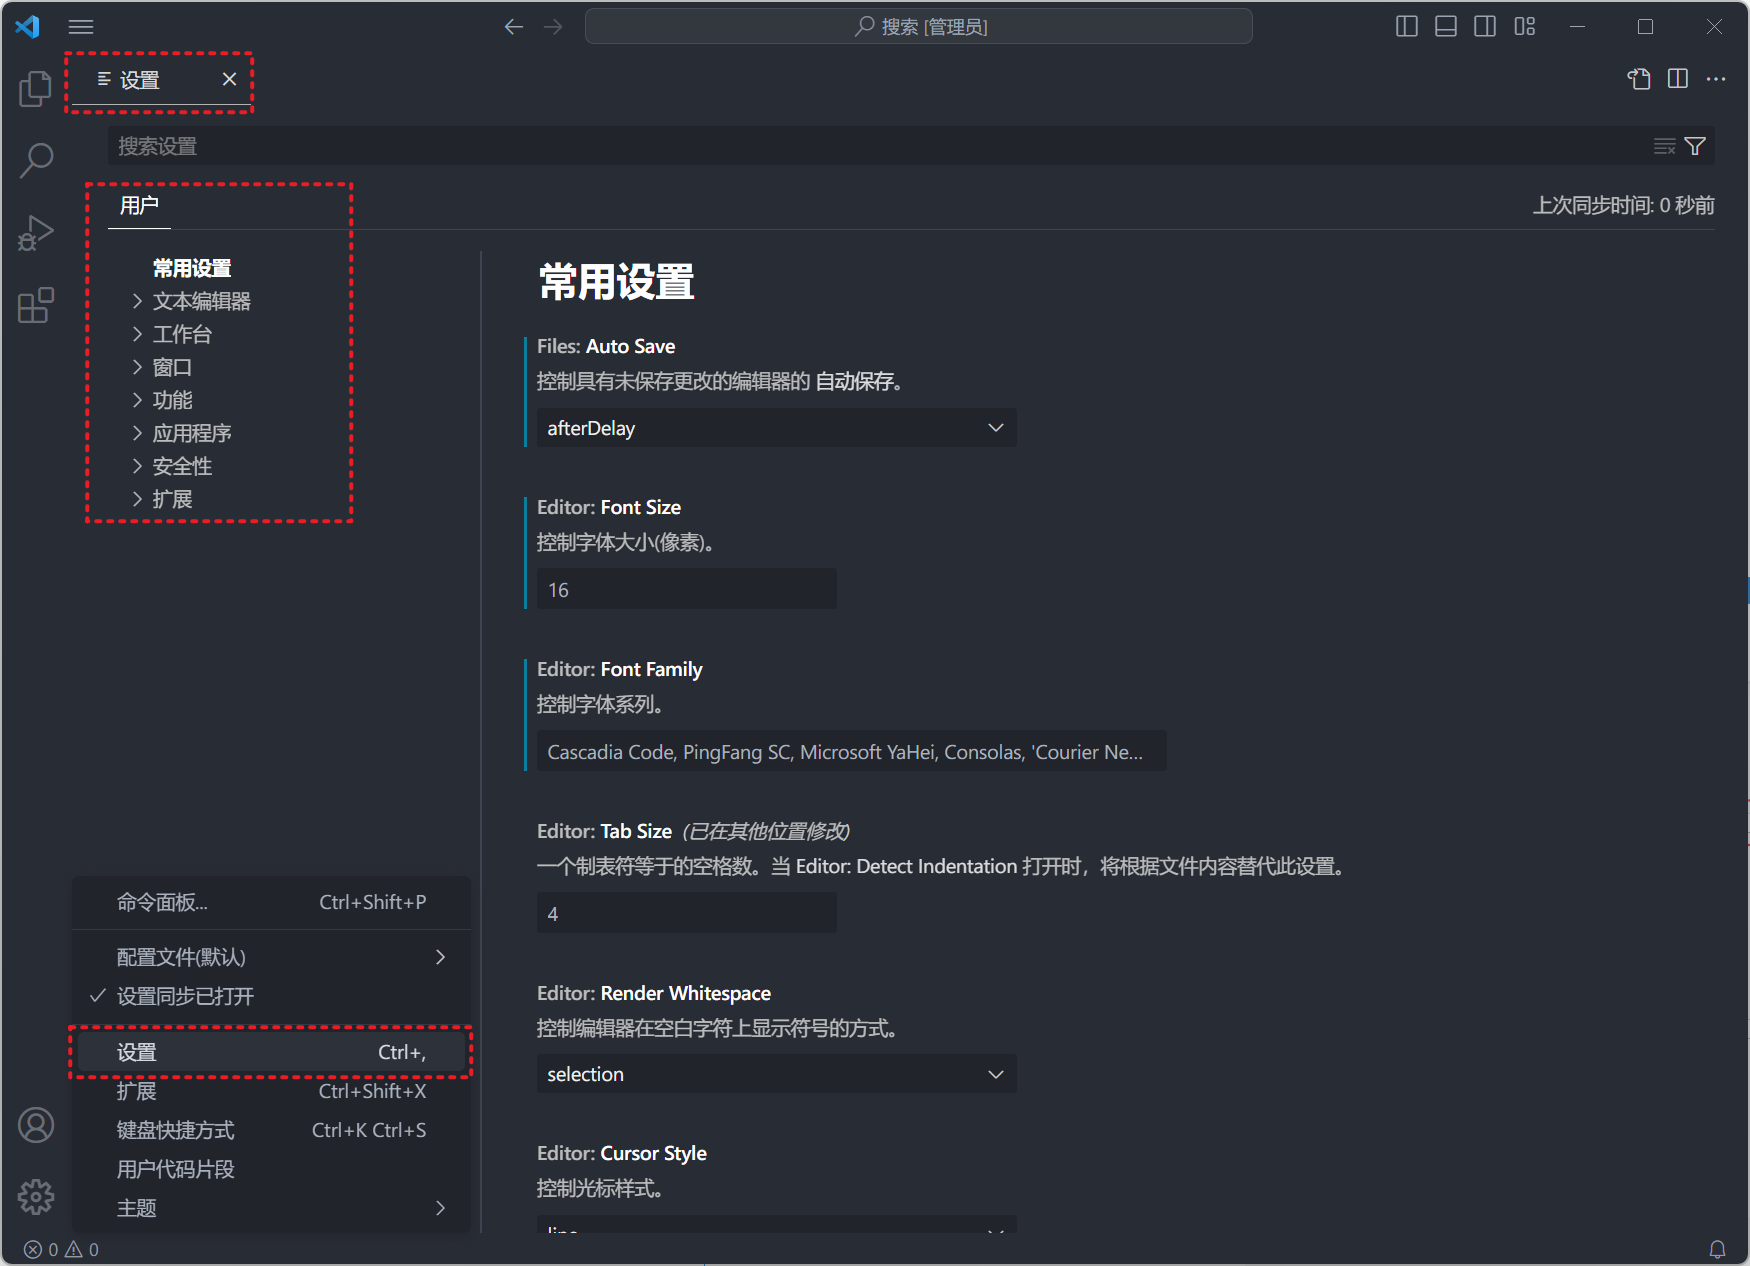 搜索 [管理员]
设置
搜索设置
用户
上次同步时间: 0 秒前
常用设置
文本编辑器
工作台
窗口
功能
应用程序
安全性
扩展
常用设置
Files: Auto Save
控制具有未保存更改的编辑器的 自动保存。
afterDelay
Editor: Font Size
控制字体大小(像素)。
16
Editor: Font Family
控制字体系列。
Cascadia Code, PingFang SC, Microsoft YaHei, Consolas, 'Courier Ne...
Editor: Tab Size (已在其他位置修改)
一个制表符等于的空格数。当 Editor: Detect Indentation 打开时，将根据文件内容替代此设置。
4
Editor: Render Whitespace
控制编辑器在空白字符上显示符号的方式。
selection
Editor: Cursor Style
控制光标样式。
命令面板... Ctrl+Shift+P
配置文件(默认)
设置同步已打开
设置 Ctrl+,
扩展 Ctrl+Shift+X
键盘快捷方式 Ctrl+K Ctrl+S
用户代码片段
主题
0 0